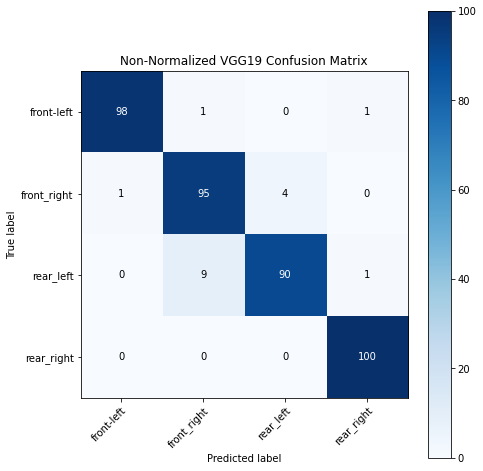 Non-Normalized VGG19 Confusion Matrix
True label
front-left 98 1 0 1
front_right 1 95 4 0
rear_left 0 9 90 1
rear_right 0 0 0 100
front-left front_right rear_left rear_right
Predicted label
100
80
60
40
20
0